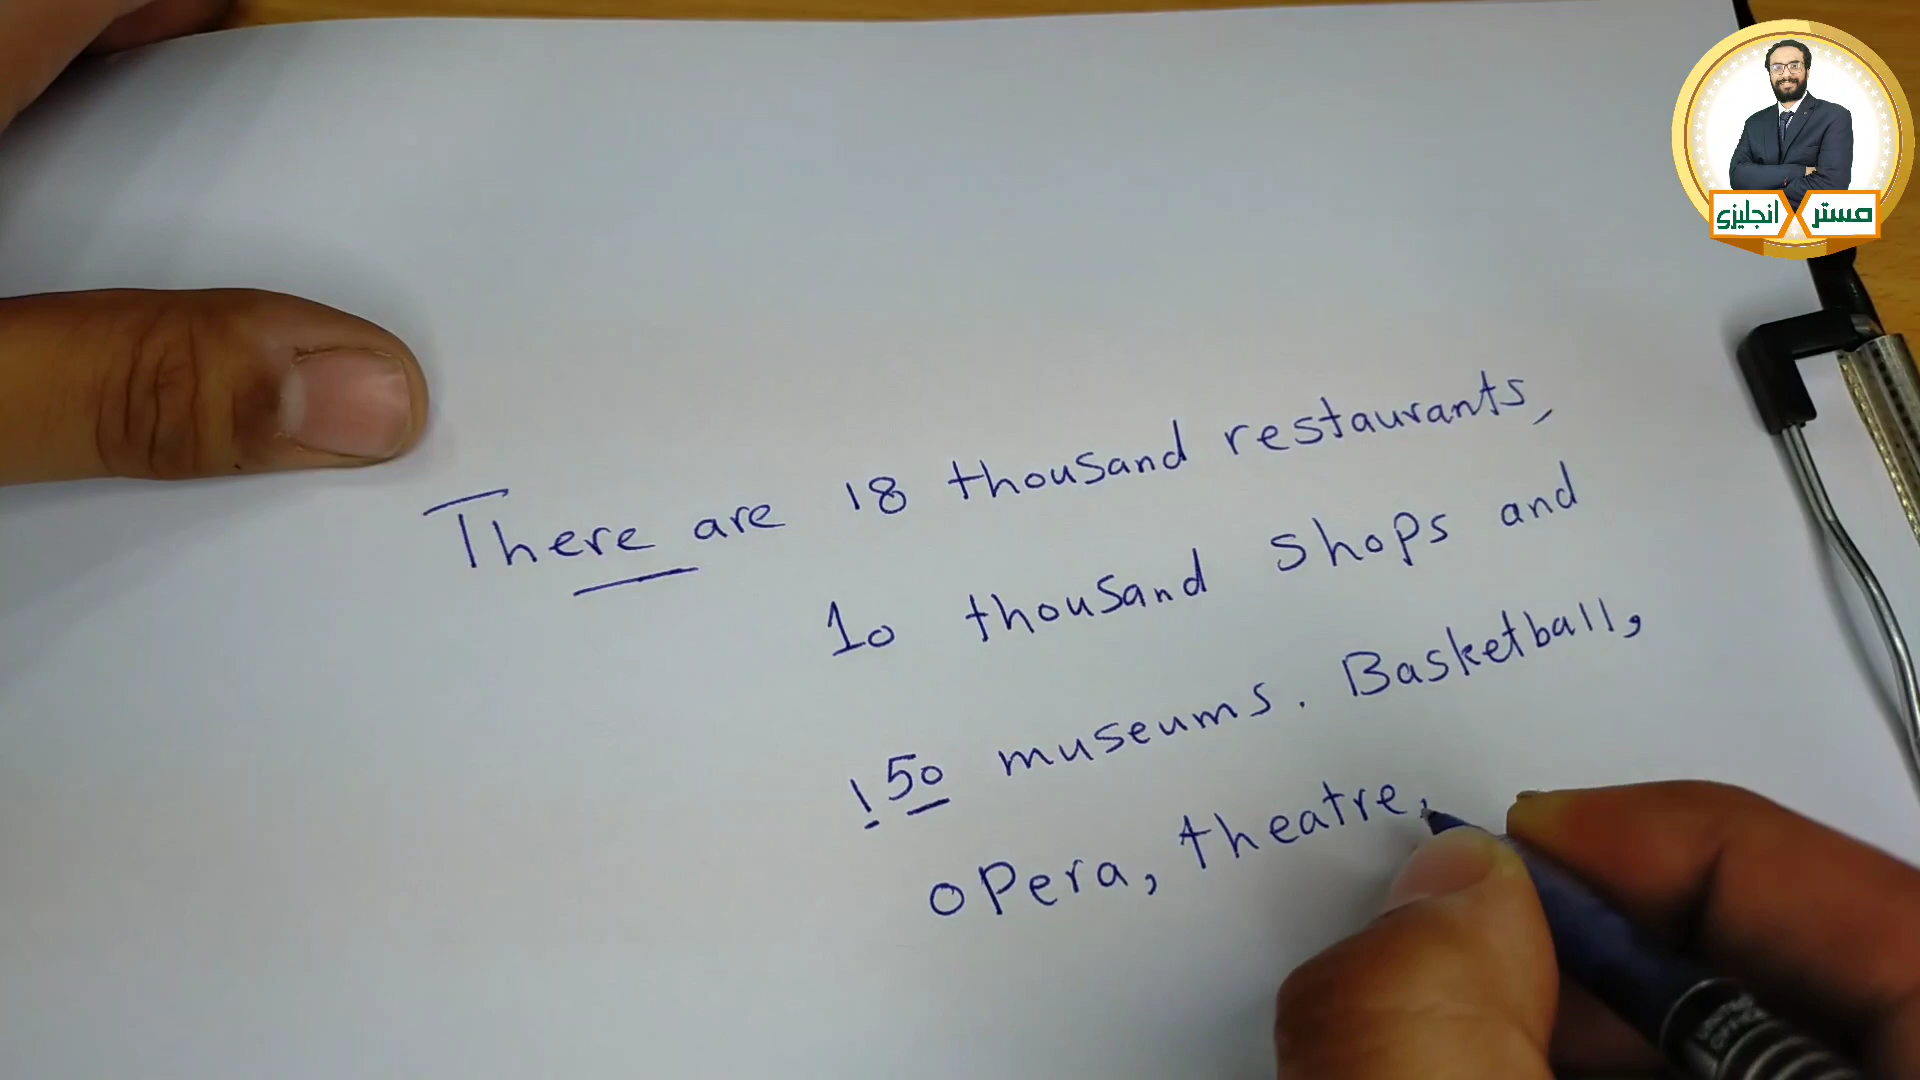 مستر X انجليزي
There are 18 thousand restaurants,
10 thousand shops and
150 museums. Basketball,
opera, theatre,